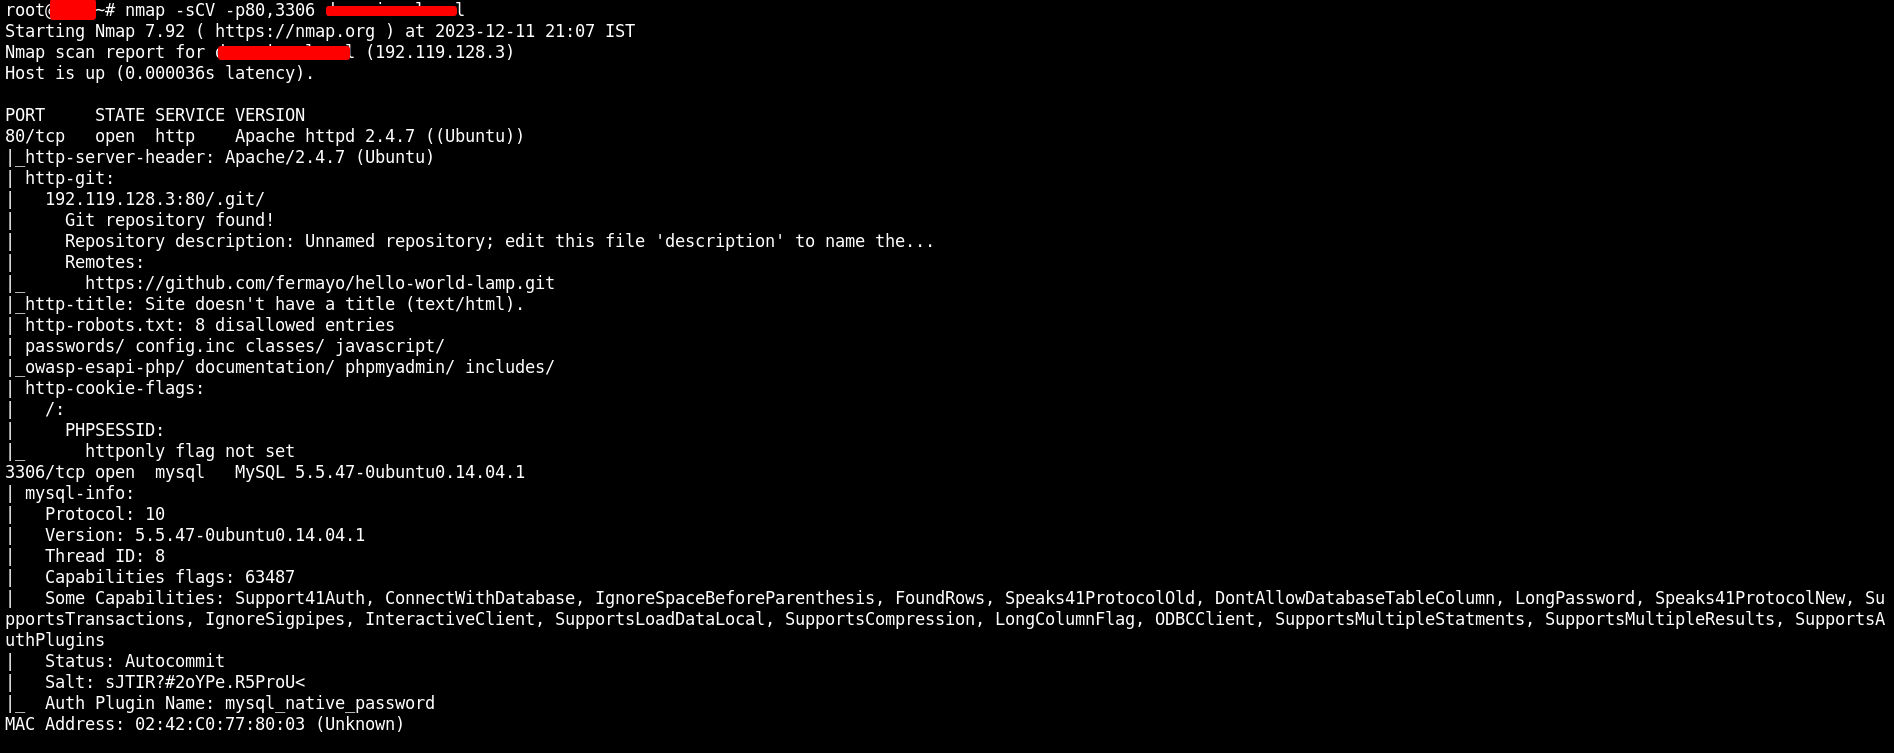 root@ ~# nmap -sCV -p80,3306 l
Starting Nmap 7.92 ( https://nmap.org ) at 2023-12-11 21:07 IST
Nmap scan report for (192.119.128.3)
Host is up (0.000036s latency).
PORT     STATE SERVICE VERSION
80/tcp   open  http    Apache httpd 2.4.7 ((Ubuntu))
|_http-server-header: Apache/2.4.7 (Ubuntu)
| http-git:
|   192.119.128.3:80/.git/
|     Git repository found!
|     Repository description: Unnamed repository; edit this file 'description' to name the...
|     Remotes:
|_      https://github.com/fermayo/hello-world-lamp.git
|_http-title: Site doesn't have a title (text/html).
| http-robots.txt: 8 disallowed entries
| passwords/ config.inc classes/ javascript/
|_owasp-esapi-php/ documentation/ phpmyadmin/ includes/
| http-cookie-flags:
|   /:
|     PHPSESSID:
|_      httponly flag not set
3306/tcp open  mysql   MySQL 5.5.47-0ubuntu0.14.04.1
| mysql-info:
|   Protocol: 10
|   Version: 5.5.47-0ubuntu0.14.04.1
|   Thread ID: 8
|   Capabilities flags: 63487
|   Some Capabilities: Support41Auth, ConnectWithDatabase, IgnoreSpaceBeforeParenthesis, FoundRows, Speaks41ProtocolOld, DontAllowDatabaseTableColumn, LongPassword, Speaks41ProtocolNew, Su
pportsTransactions, IgnoreSigpipes, InteractiveClient, SupportsLoadDataLocal, SupportsCompression, LongColumnFlag, ODBCClient, SupportsMultipleStatments, SupportsMultipleResults, SupportsA
uthPlugins
|   Status: Autocommit
|   Salt: sJTIR?#2oYPe.R5ProU<
|_  Auth Plugin Name: mysql_native_password
MAC Address: 02:42:C0:77:80:03 (Unknown)